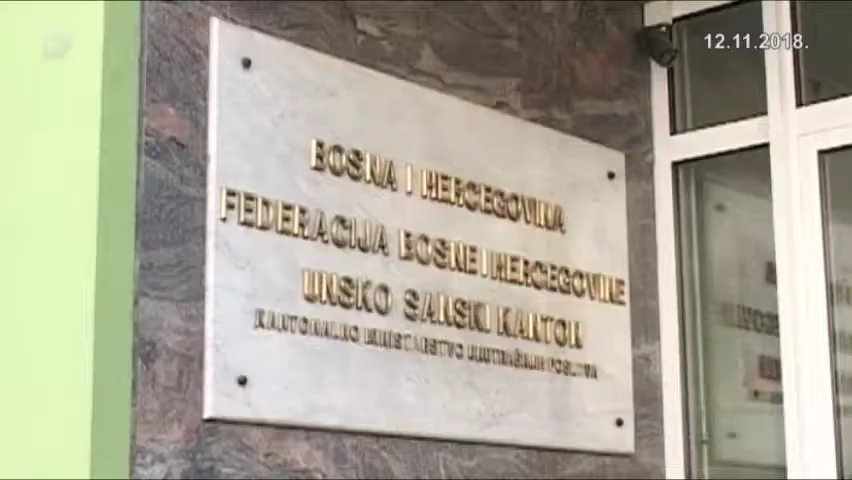 12.11.2018.
BOSNA I HERCEGOVINA
FEDERACIJA BOSNE I HERCEGOVINE
UNSKO SANSKI KANTON
KANTONALNO MINISTARSTVO UNUTRAŠNJIH POSLOVA